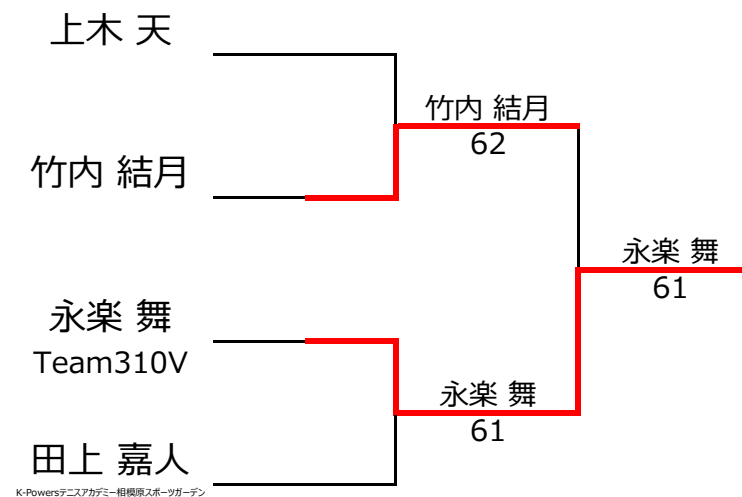 上木 天
竹内 結月
62
竹内 結月
永楽 舞
61
永楽 舞
Team310V
永楽 舞
61
田上 嘉人
K-Powersテニスアカデミー相模原スポーツガーデン